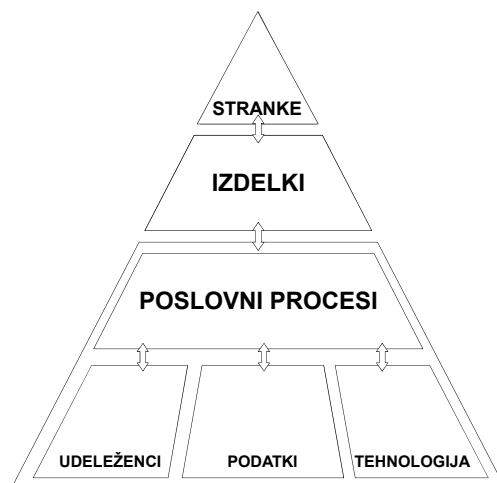 STRANKE
IZDELKI
POSLOVNI PROCESI
UDELEŽENCI PODATKI TEHNOLOGIJA